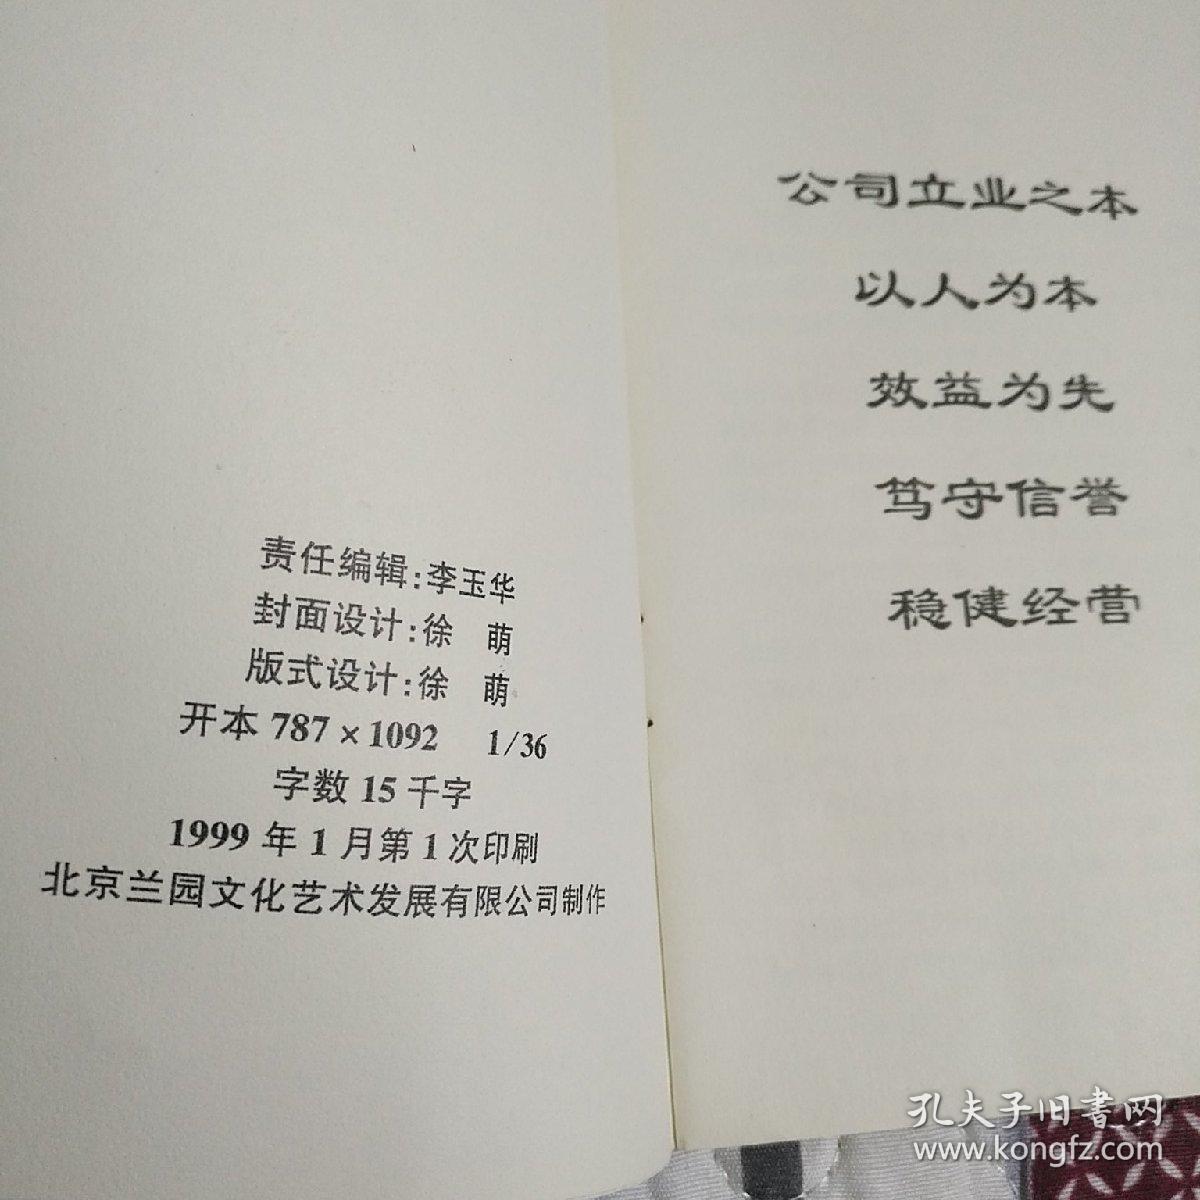 责任编辑:李玉华
封面设计:徐 萌
版式设计:徐 萌
开本 787×1092 1/36
字数 15 千字
1999 年 1 月第 1 次印刷
北京兰园文化艺术发展有限公司制作
公司立业之本
以人为本
效益为先
笃守信誉
稳健经营
孔夫子旧书网
www.kongfz.com